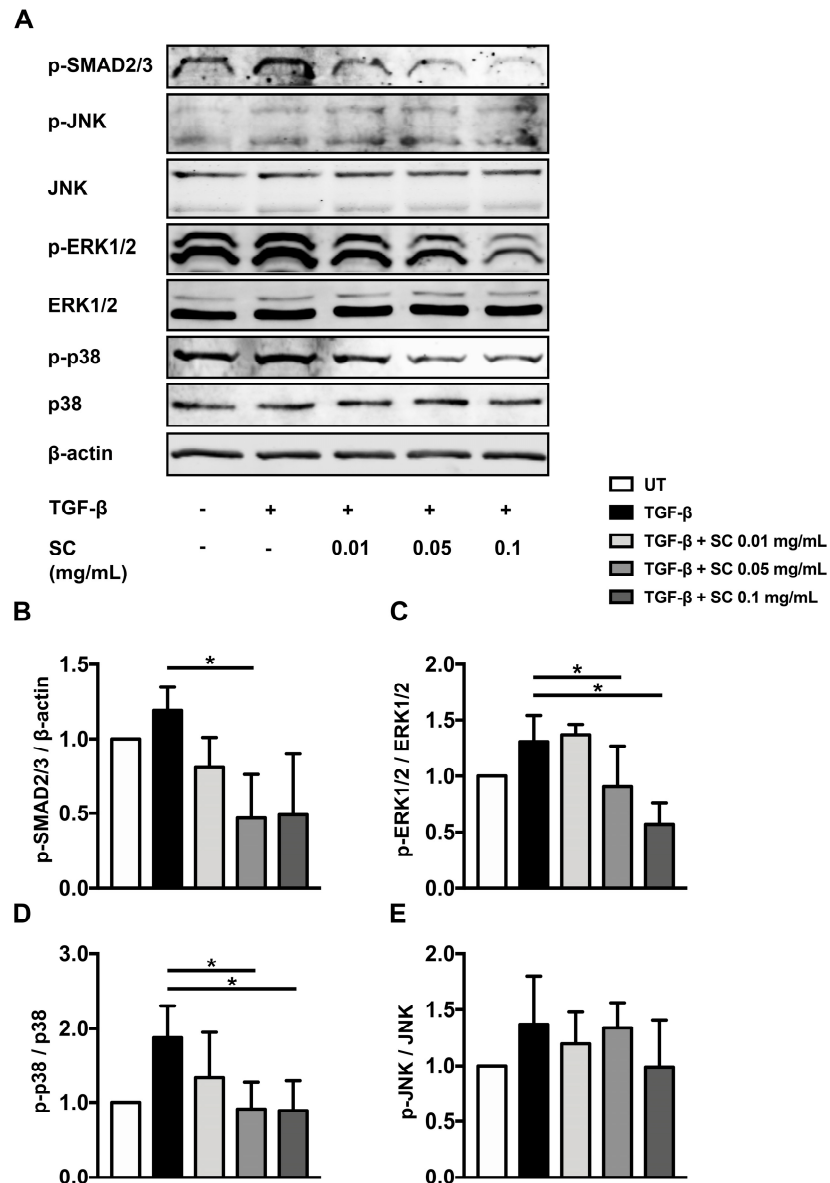 A
p-SMAD2/3
p-JNK
JNK
p-ERK1/2
ERK1/2
p-p38
p38
β-actin
TGF-β - + + + +
SC - - 0.01 0.05 0.1
(mg/mL)
UT
TGF-β
TGF-β + SC 0.01 mg/mL
TGF-β + SC 0.05 mg/mL
TGF-β + SC 0.1 mg/mL
B
p-SMAD2/3 / β-actin
1.5
1.0
0.5
0.0
*
C
p-ERK1/2 / ERK1/2
2.0
1.5
1.0
0.5
0.0
*
*
D
p-p38 / p38
3.0
2.0
1.0
0.0
*
*
E
p-JNK / JNK
2.0
1.5
1.0
0.5
0.0